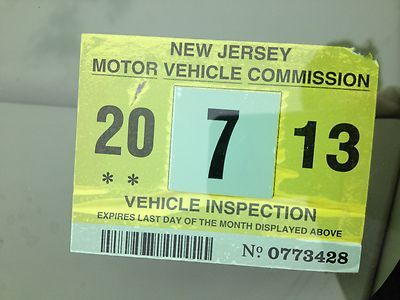 NEW JERSEY
MOTOR VEHICLE COMMISSION
20 7 13
**
VEHICLE INSPECTION
EXPIRES LAST DAY OF THE MONTH DISPLAYED ABOVE
No. 0773428